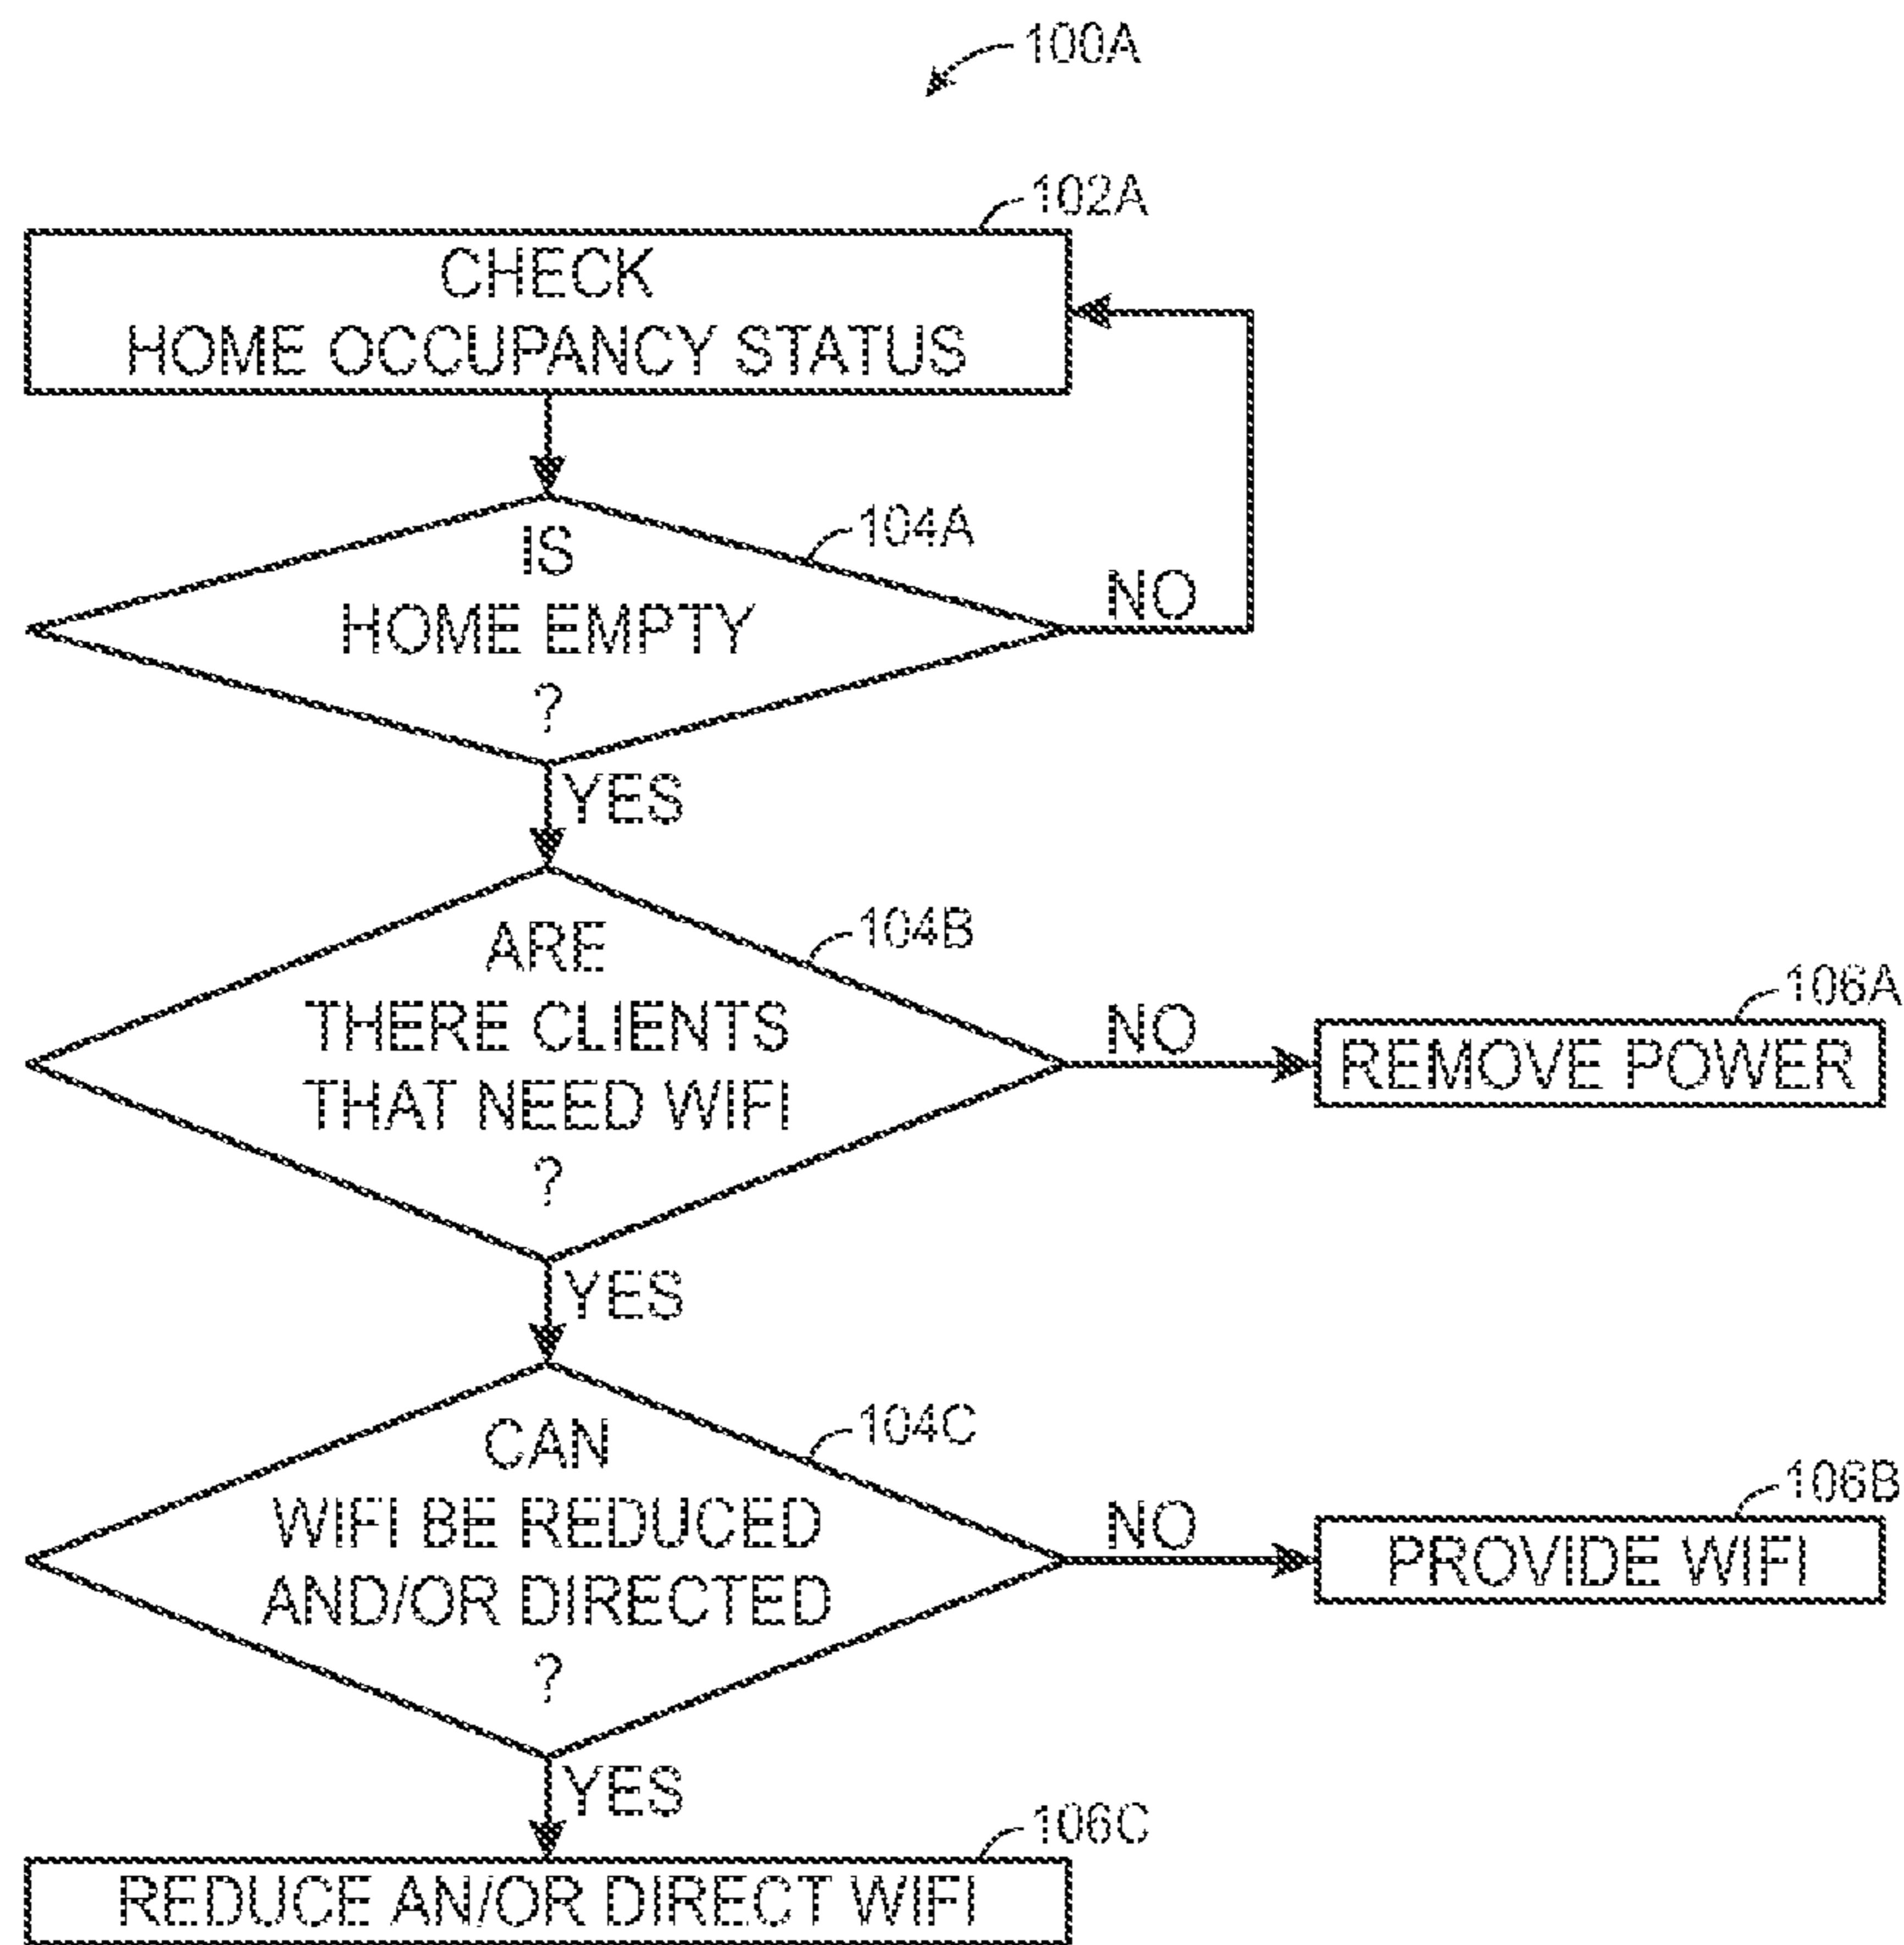 100A
102A
CHECK
HOME OCCUPANCY STATUS
104A
IS
HOME EMPTY
?
NO
YES
104B
ARE
THERE CLIENTS
THAT NEED WIFI
?
NO
106A
REMOVE POWER
YES
104C
CAN
WIFI BE REDUCED
AND/OR DIRECTED
?
NO
106B
PROVIDE WIFI
YES
106C
REDUCE AN/OR DIRECT WIFI